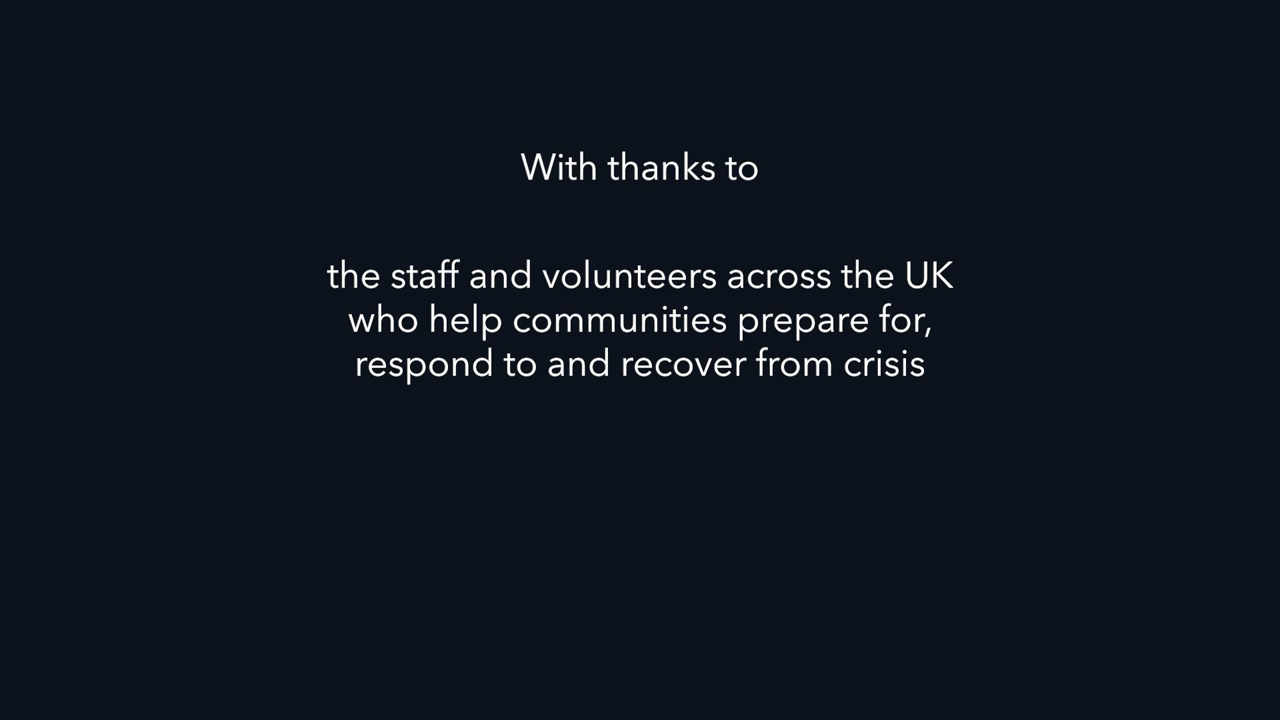 With thanks to
the staff and volunteers across the UK
who help communities prepare for,
respond to and recover from crisis